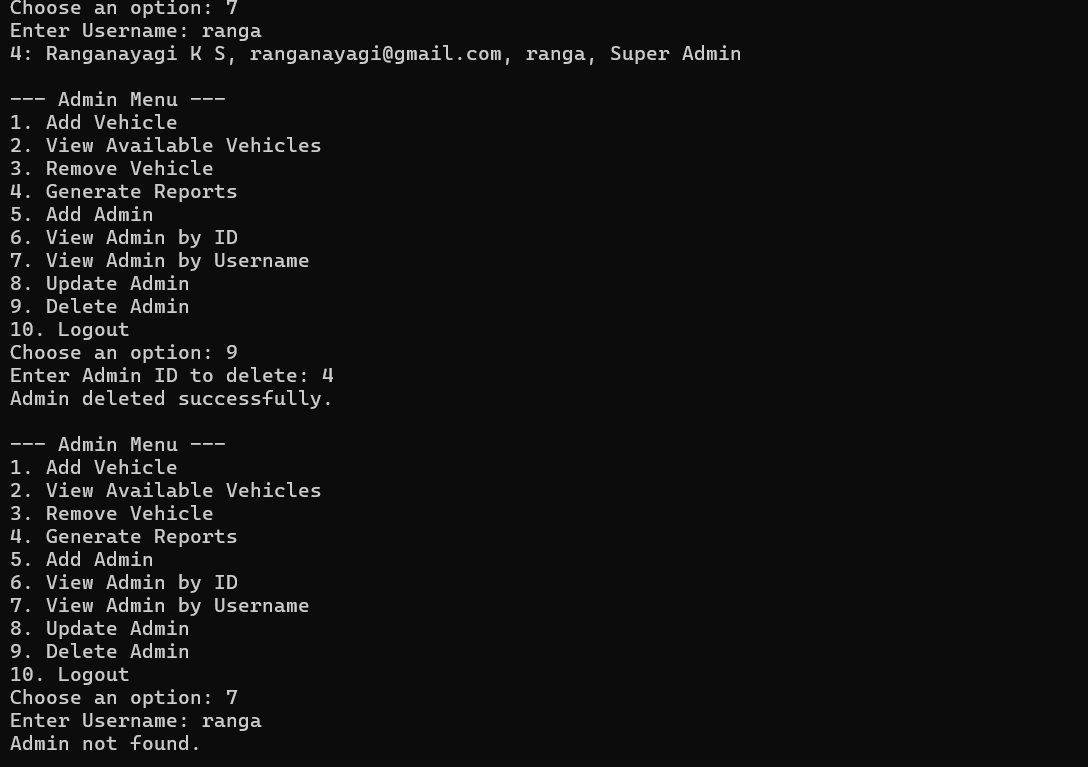 Choose an option: 7
Enter Username: ranga
4: Ranganayagi K S, ranganayagi@gmail.com, ranga, Super Admin
--- Admin Menu ---
1. Add Vehicle
2. View Available Vehicles
3. Remove Vehicle
4. Generate Reports
5. Add Admin
6. View Admin by ID
7. View Admin by Username
8. Update Admin
9. Delete Admin
10. Logout
Choose an option: 9
Enter Admin ID to delete: 4
Admin deleted successfully.
--- Admin Menu ---
1. Add Vehicle
2. View Available Vehicles
3. Remove Vehicle
4. Generate Reports
5. Add Admin
6. View Admin by ID
7. View Admin by Username
8. Update Admin
9. Delete Admin
10. Logout
Choose an option: 7
Enter Username: ranga
Admin not found.